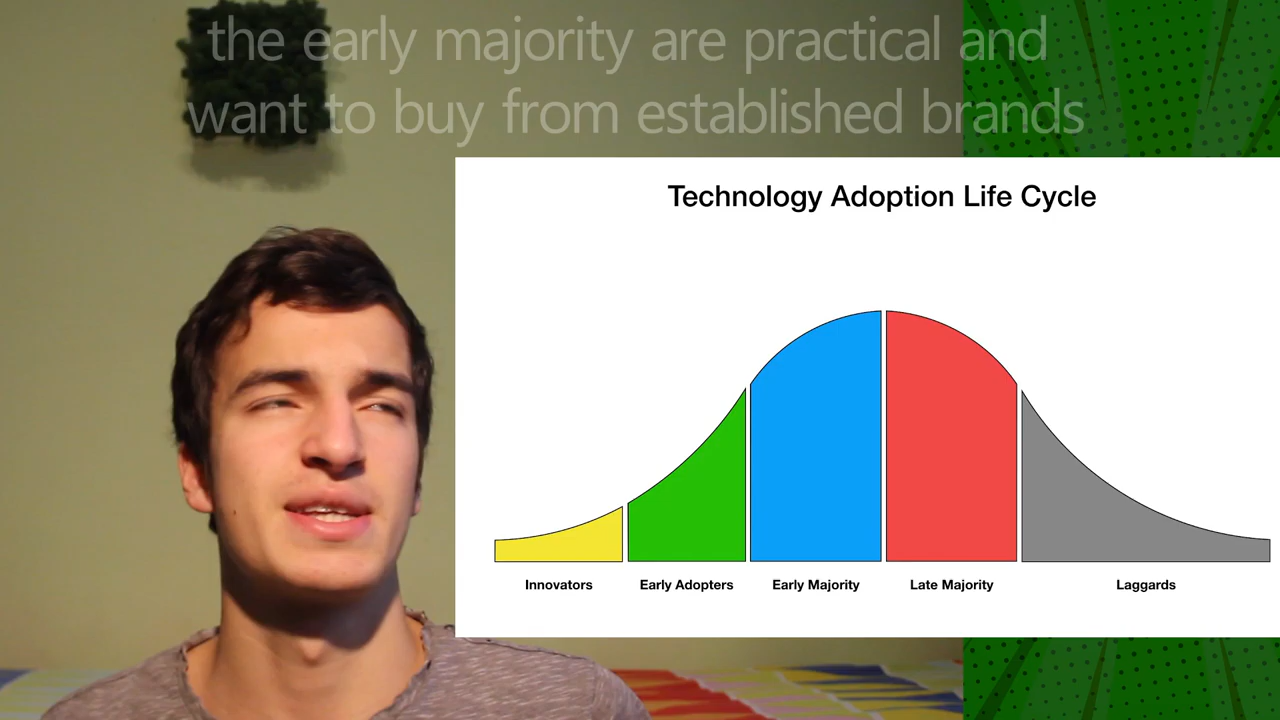 the early majority are practical and
want to buy from established brands
Technology Adoption Life Cycle
Innovators
Early Adopters
Early Majority
Late Majority
Laggards